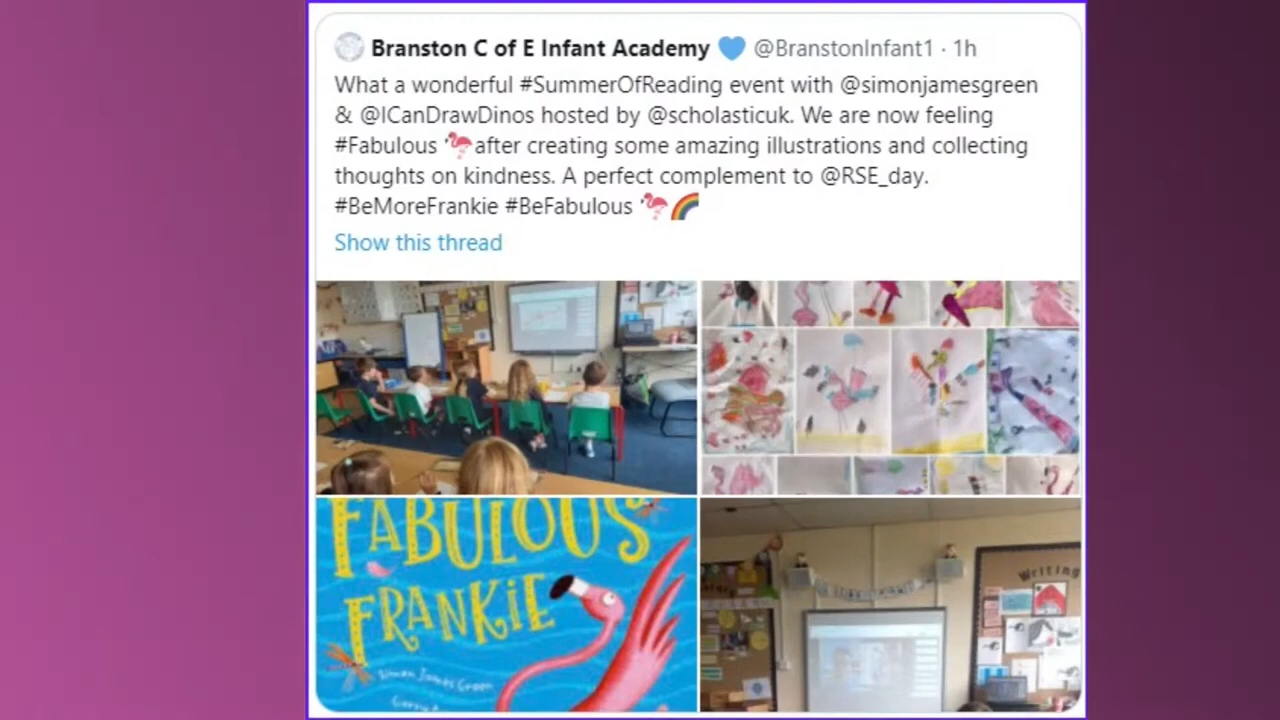 Branston C of E Infant Academy 💙 @BranstonInfant1 · 1h
What a wonderful #SummerOfReading event with @simonjamesgreen
& @ICanDrawDinos hosted by @scholasticuk. We are now feeling
#Fabulous 🦩after creating some amazing illustrations and collecting
thoughts on kindness. A perfect complement to @RSE_day.
#BeMoreFrankie #BeFabulous 🦩🌈
Show this thread
FABULOUS
FRANKIE
Simon James Green
Writing